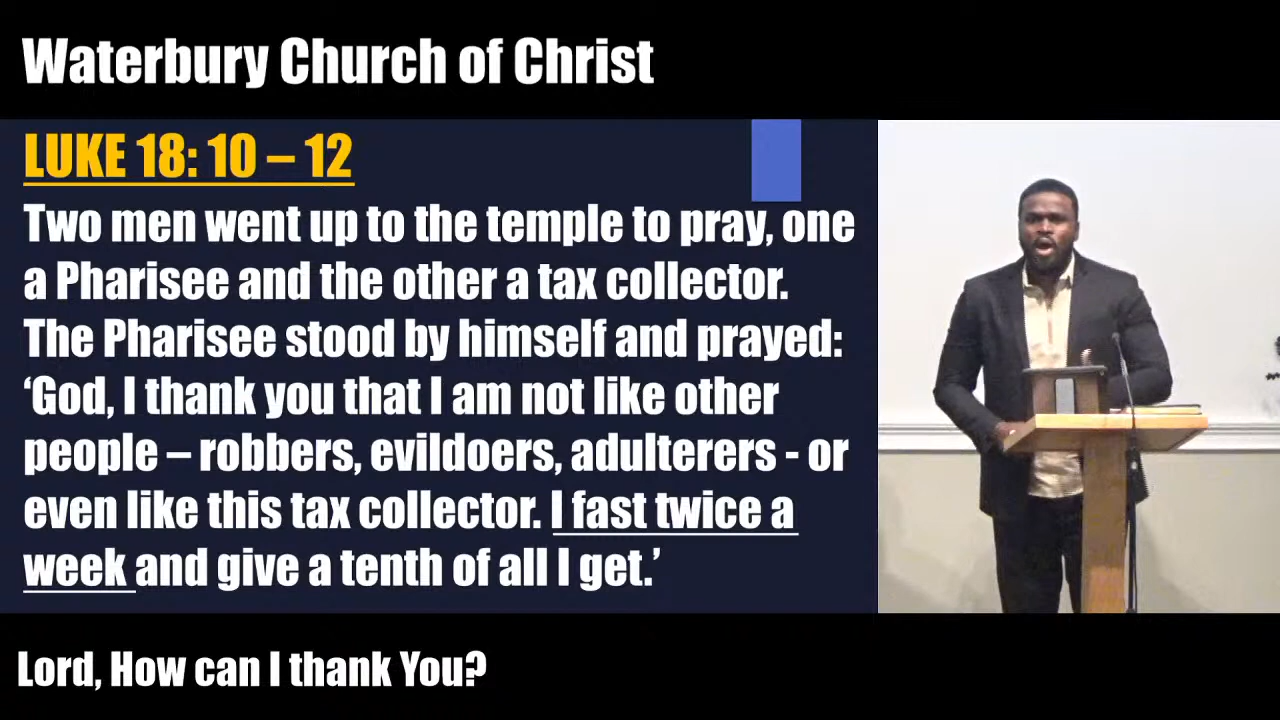 Waterbury Church of Christ
LUKE 18: 10 – 12
Two men went up to the temple to pray, one
a Pharisee and the other a tax collector.
The Pharisee stood by himself and prayed:
‘God, I thank you that I am not like other
people – robbers, evildoers, adulterers - or
even like this tax collector. I fast twice a
week and give a tenth of all I get.’
Lord, How can I thank You?